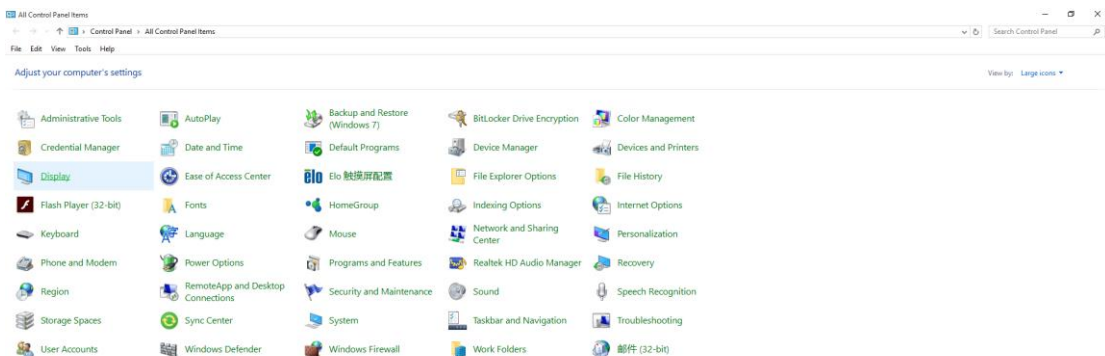 All Control Panel Items
Control Panel › All Control Panel Items
Search Control Panel
File Edit View Tools Help
Adjust your computer's settings
View by: Large icons
Administrative Tools
AutoPlay
Backup and Restore
(Windows 7)
BitLocker Drive Encryption
Color Management
Credential Manager
Date and Time
Default Programs
Device Manager
Devices and Printers
Display
Ease of Access Center
elo
Elo 触摸屏配置
File Explorer Options
File History
Flash Player (32-bit)
Fonts
HomeGroup
Indexing Options
Internet Options
Keyboard
Language
Mouse
Network and Sharing
Center
Personalization
Phone and Modem
Power Options
Programs and Features
Realtek HD Audio Manager
Recovery
Region
RemoteApp and Desktop
Connections
Security and Maintenance
Sound
Speech Recognition
Storage Spaces
Sync Center
System
Taskbar and Navigation
Troubleshooting
User Accounts
Windows Defender
Windows Firewall
Work Folders
邮件 (32-bit)